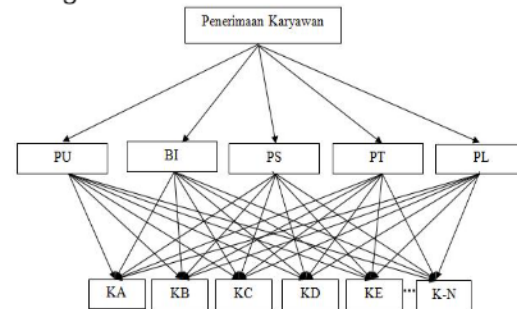 Penerimaan Karyawan
PU BI PS PT PL
KA KB KC KD KE ... K-N